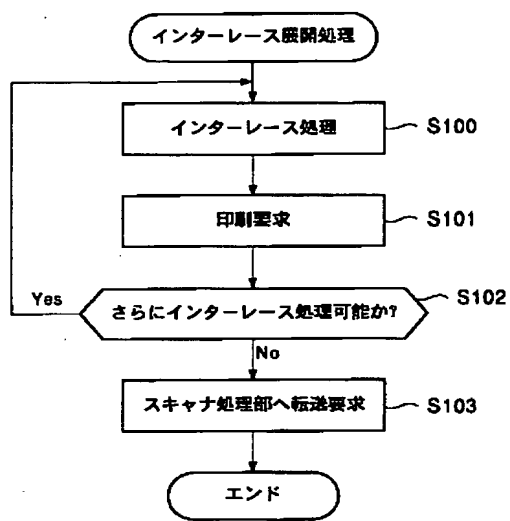 インターレース展開処理
インターレース処理
S100
印刷要求
S101
さらにインターレース処理可能か?
S102
Yes
No
スキャナ処理部へ転送要求
S103
エンド